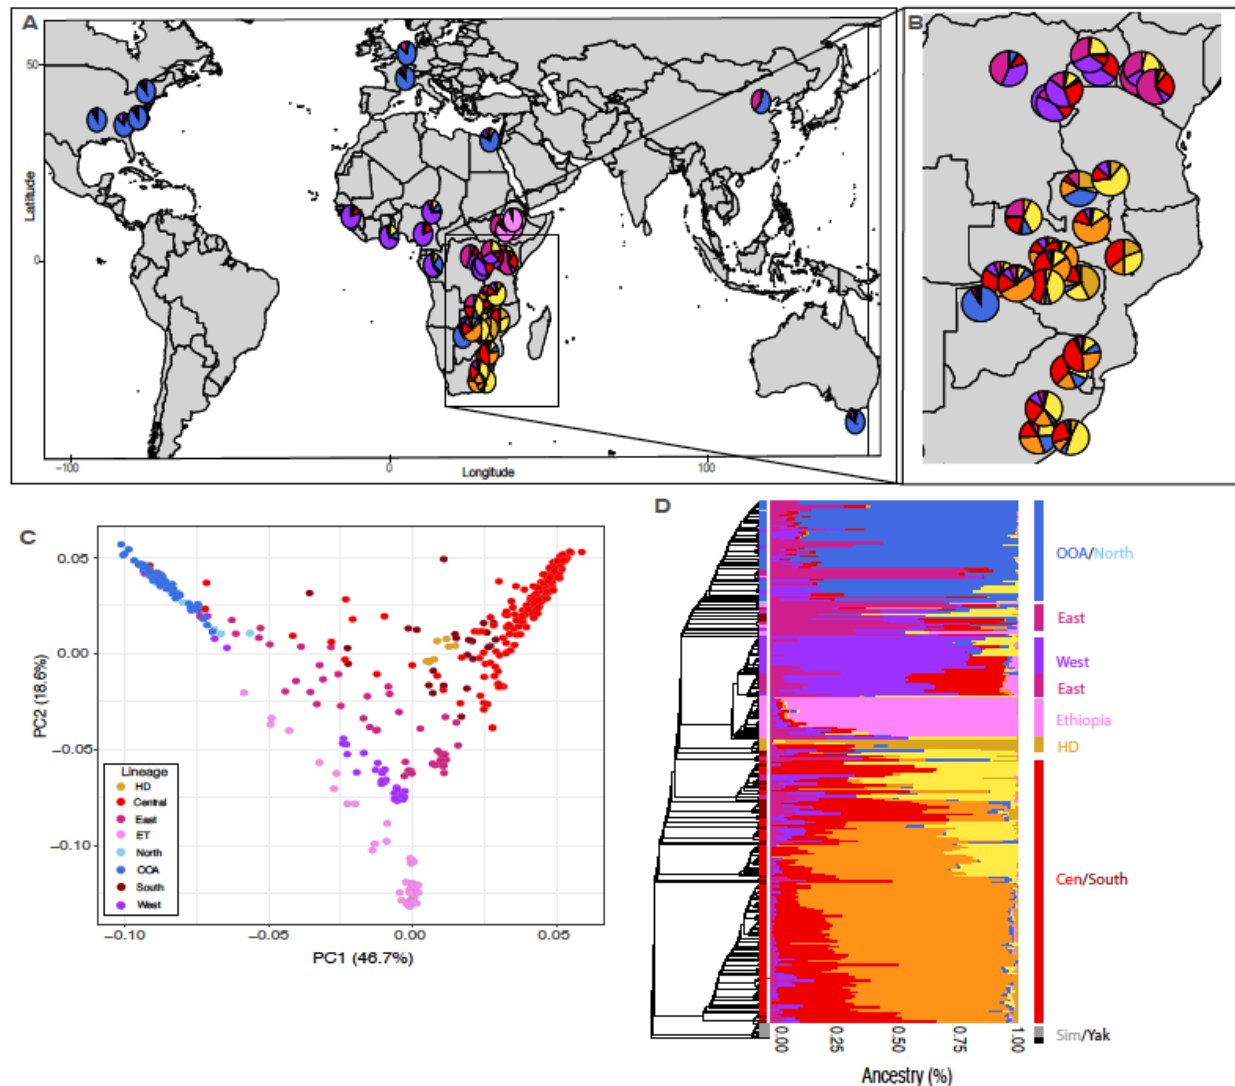 A
B
Latitude
50
0
−100
0
100
Longitude
C
PC2 (18.6%)
0.05
0.00
−0.05
−0.10
Lineage
HD
Central
East
ET
North
OOA
South
West
−0.10
−0.05
0.00
0.05
PC1 (46.7%)
D
OOA/North
East
West
East
Ethiopia
HD
Cen/South
Sim/Yak
0.00
0.25
0.50
0.75
1.00
Ancestry (%)